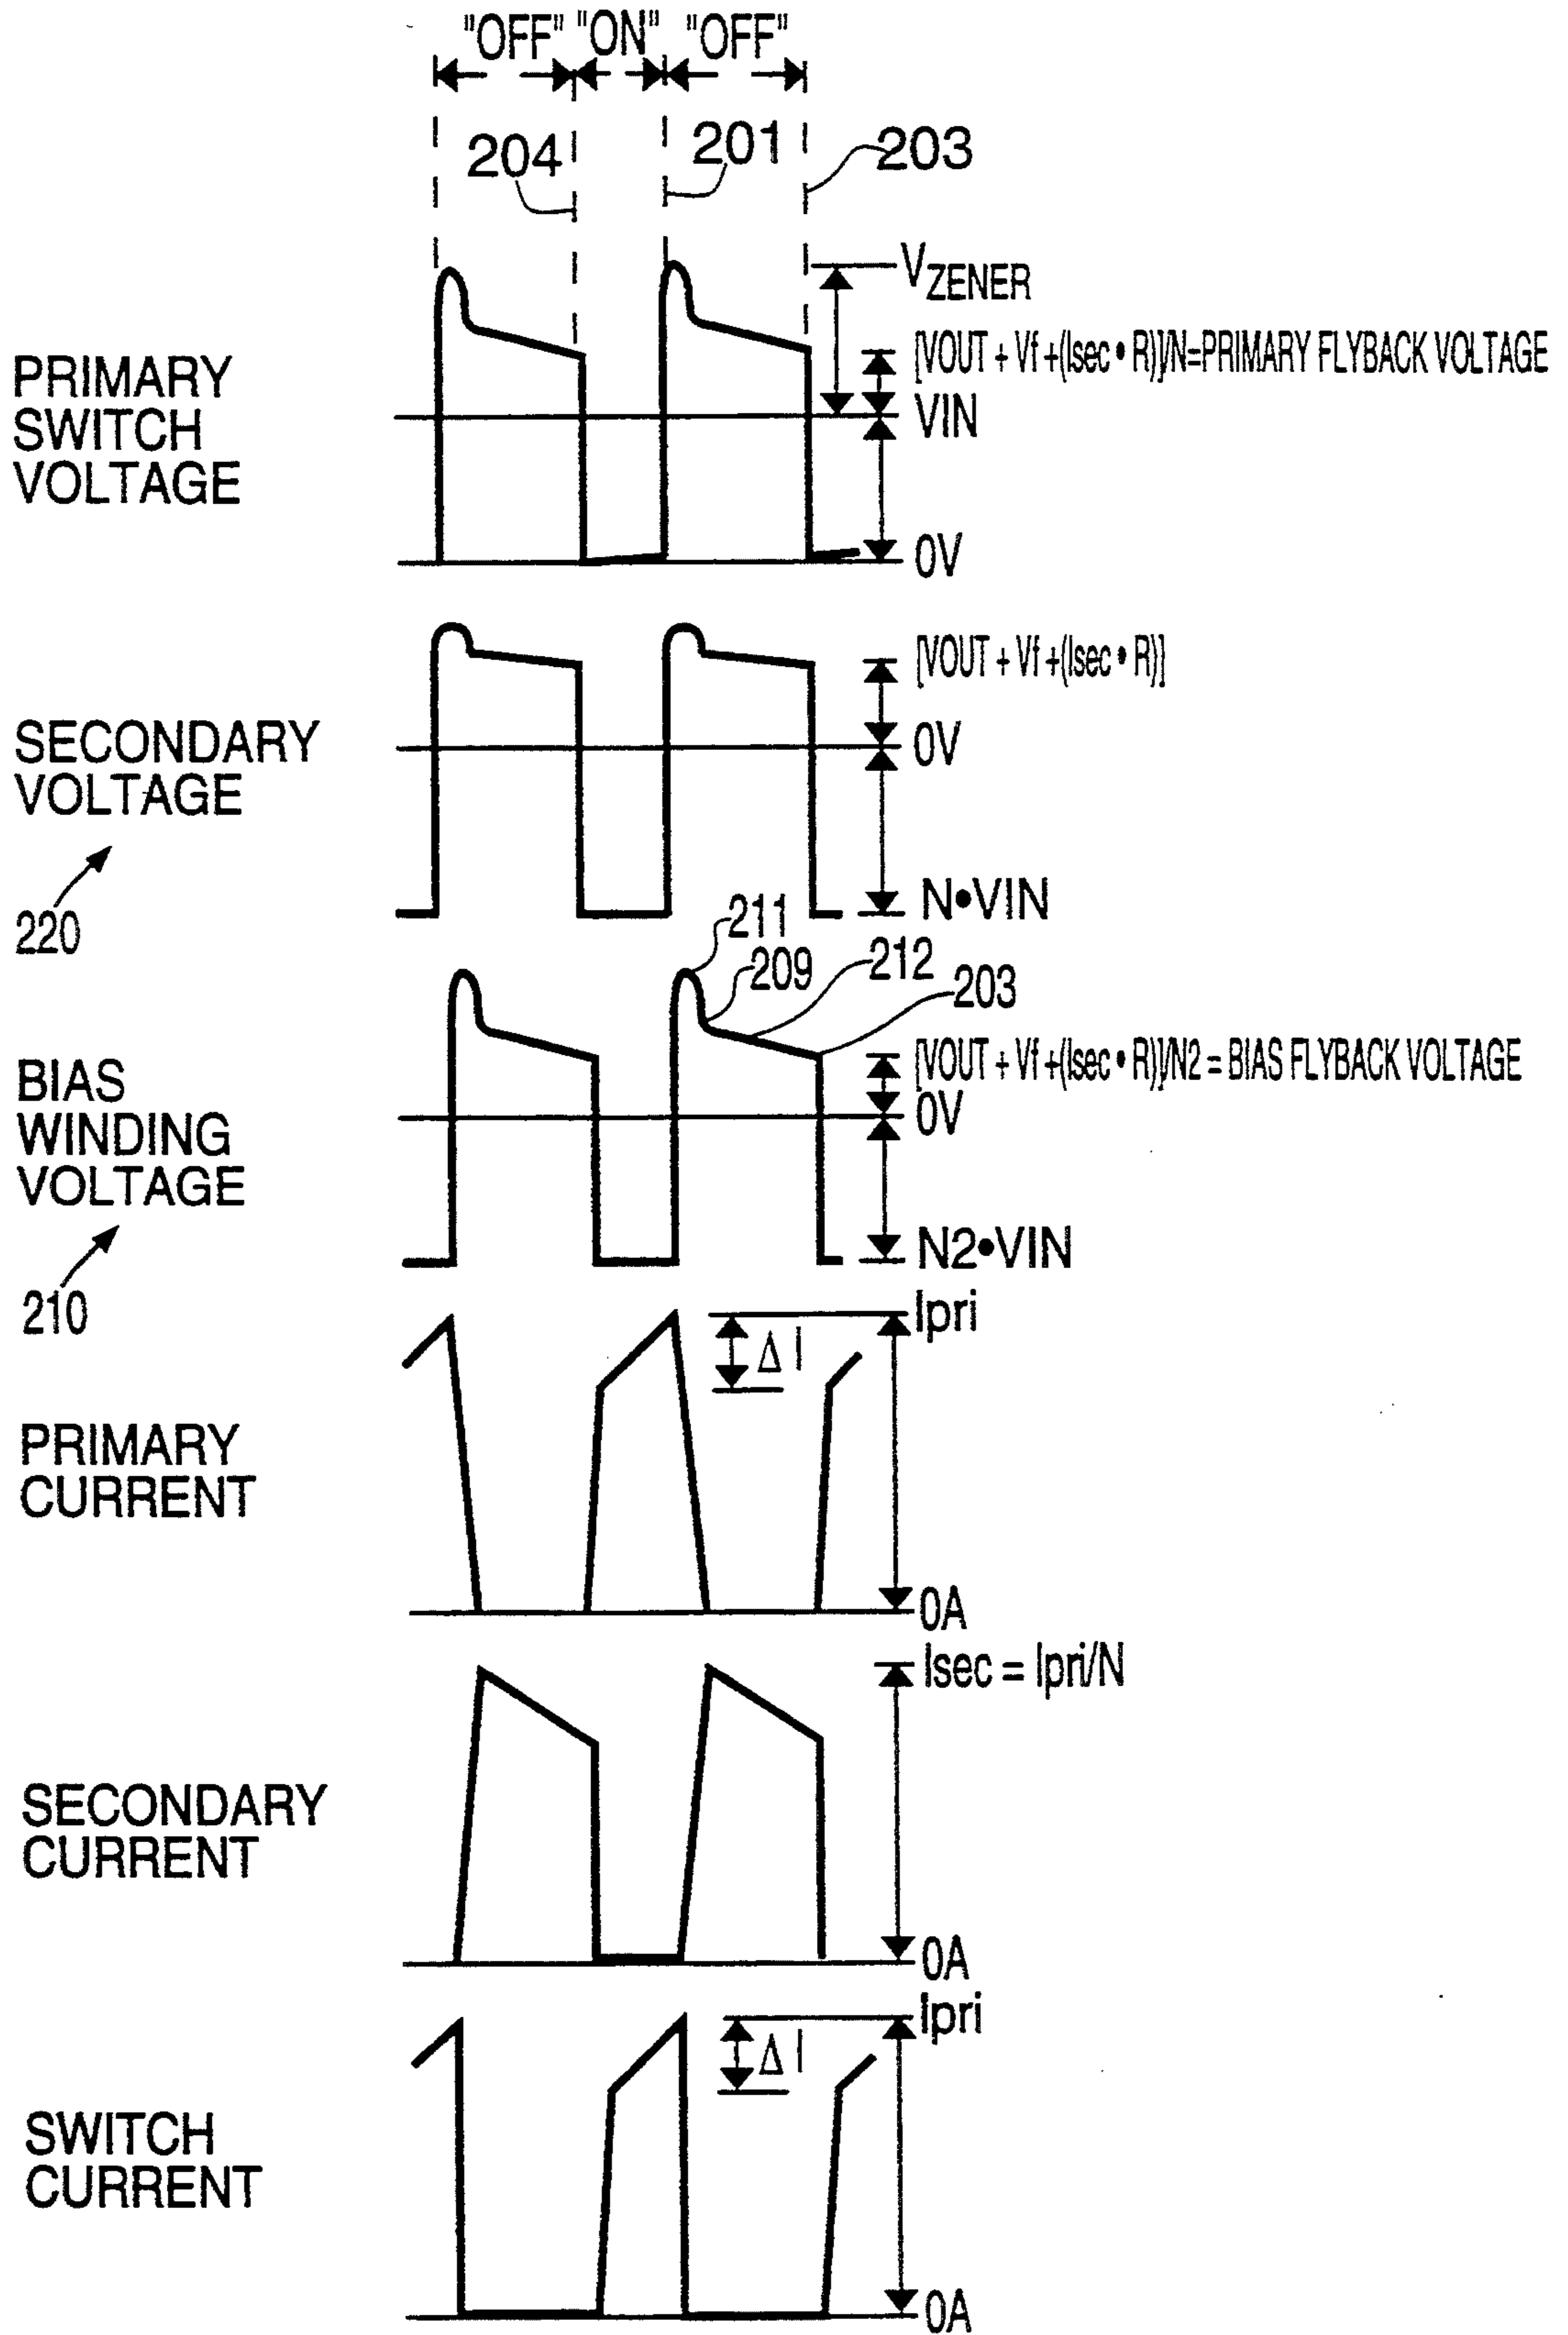 "OFF" "ON" "OFF"
204
201
203
VZENER
[VOUT + Vf +(Isec • R)]/N=PRIMARY FLYBACK VOLTAGE
PRIMARY
SWITCH
VOLTAGE
VIN
0V
[VOUT + Vf +(Isec • R)]
SECONDARY
VOLTAGE
0V
220
N•VIN
211
209
212
203
[VOUT + Vf +(Isec • R)]/N2 = BIAS FLYBACK VOLTAGE
BIAS
WINDING
VOLTAGE
0V
210
N2•VIN
Ipri
Δ I
PRIMARY
CURRENT
0A
Isec = Ipri/N
SECONDARY
CURRENT
0A
Ipri
Δ I
SWITCH
CURRENT
0A